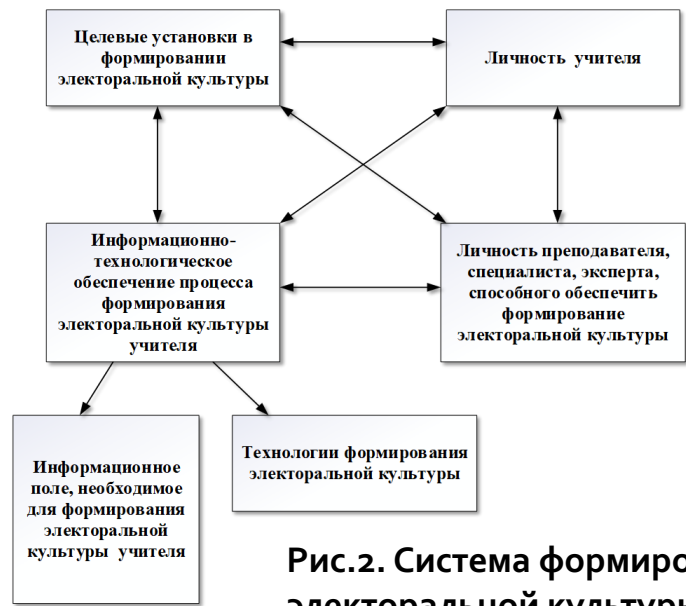 Целевые установки в
формировании
электоральной культуры
Личность учителя
Информационно-
технологическое
обеспечение процесса
формирования
электоральной культуры
учителя
Личность преподавателя,
специалиста, эксперта,
способного обеспечить
формирование
электоральной культуры
Информационное
поле, необходимое
для формирования
электоральной
культуры учителя
Технологии формирования
электоральной культуры
Рис.2. Система формиро
электоральной культуры